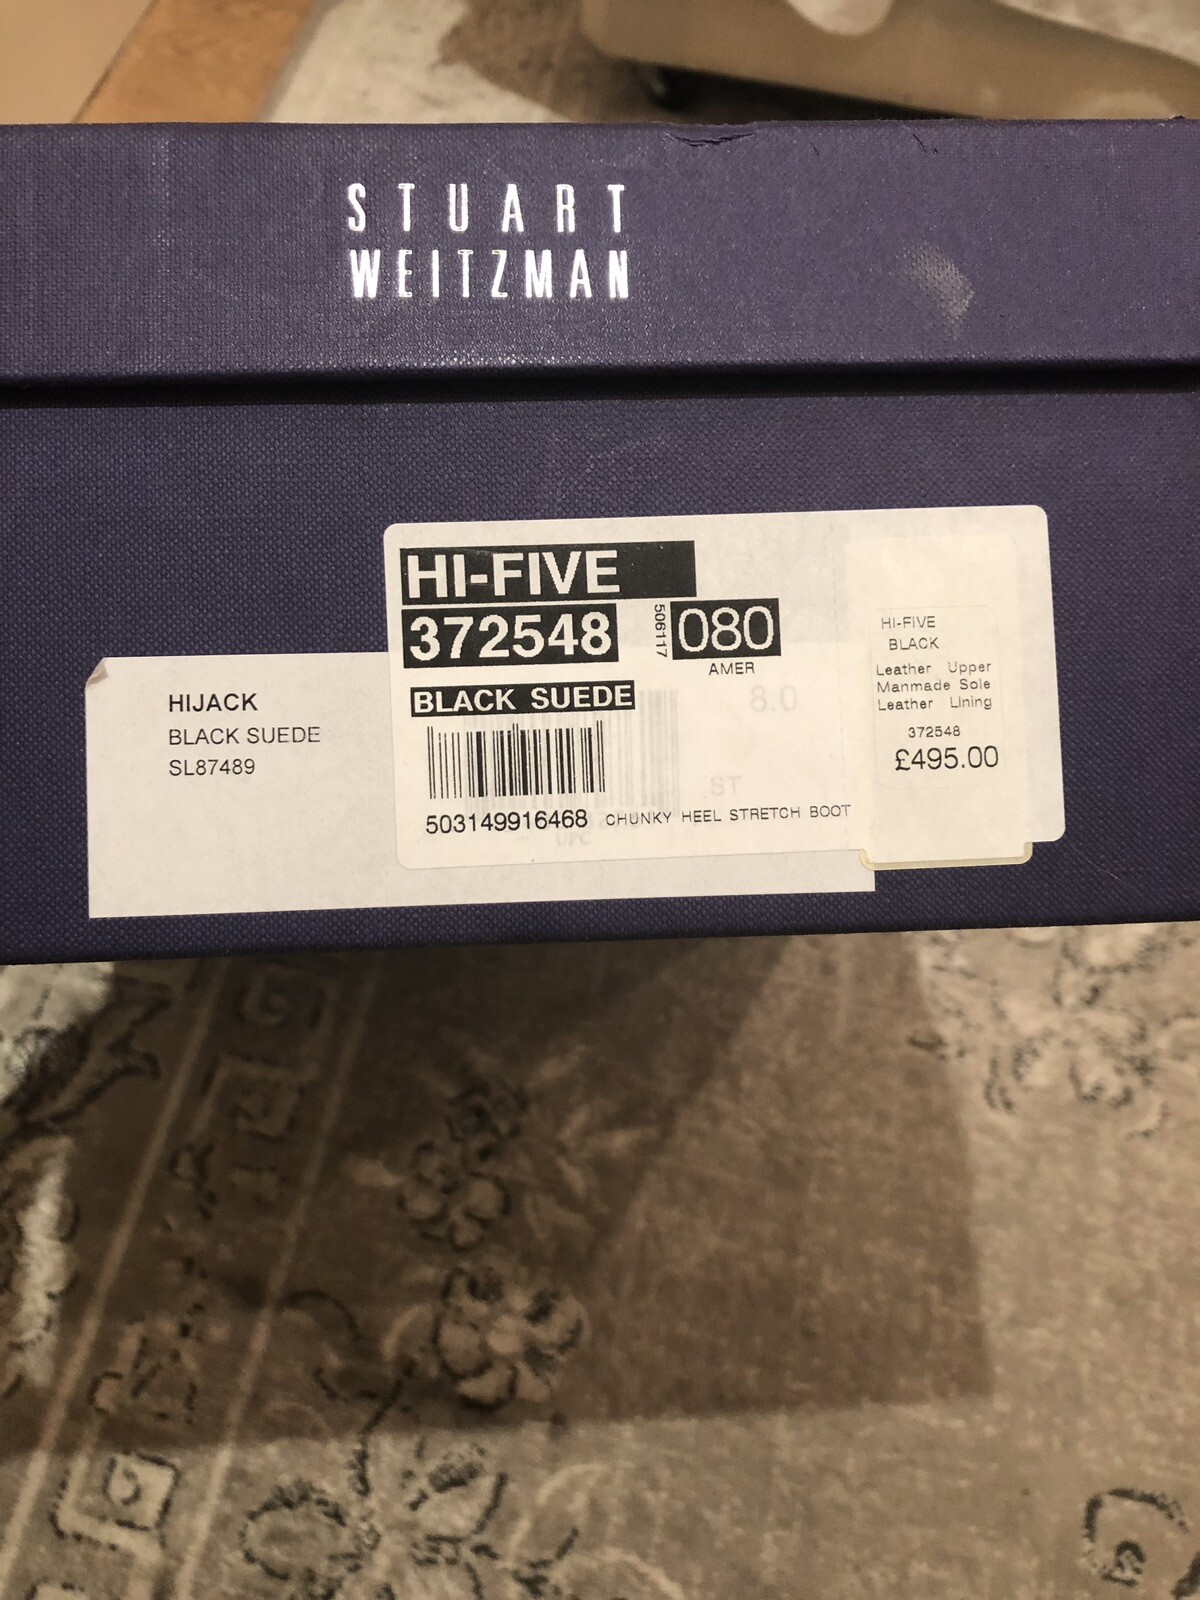 STUART
WEITZMAN
HI-FIVE
372548
506117
080
AMER
BLACK SUEDE
8.0
ST
503149916468 CHUNKY HEEL STRETCH BOOT
UPC
HIJACK
BLACK SUEDE
SL87489
HI-FIVE
BLACK
Leather Upper
Manmade Sole
Leather Lining
372548
£495.00